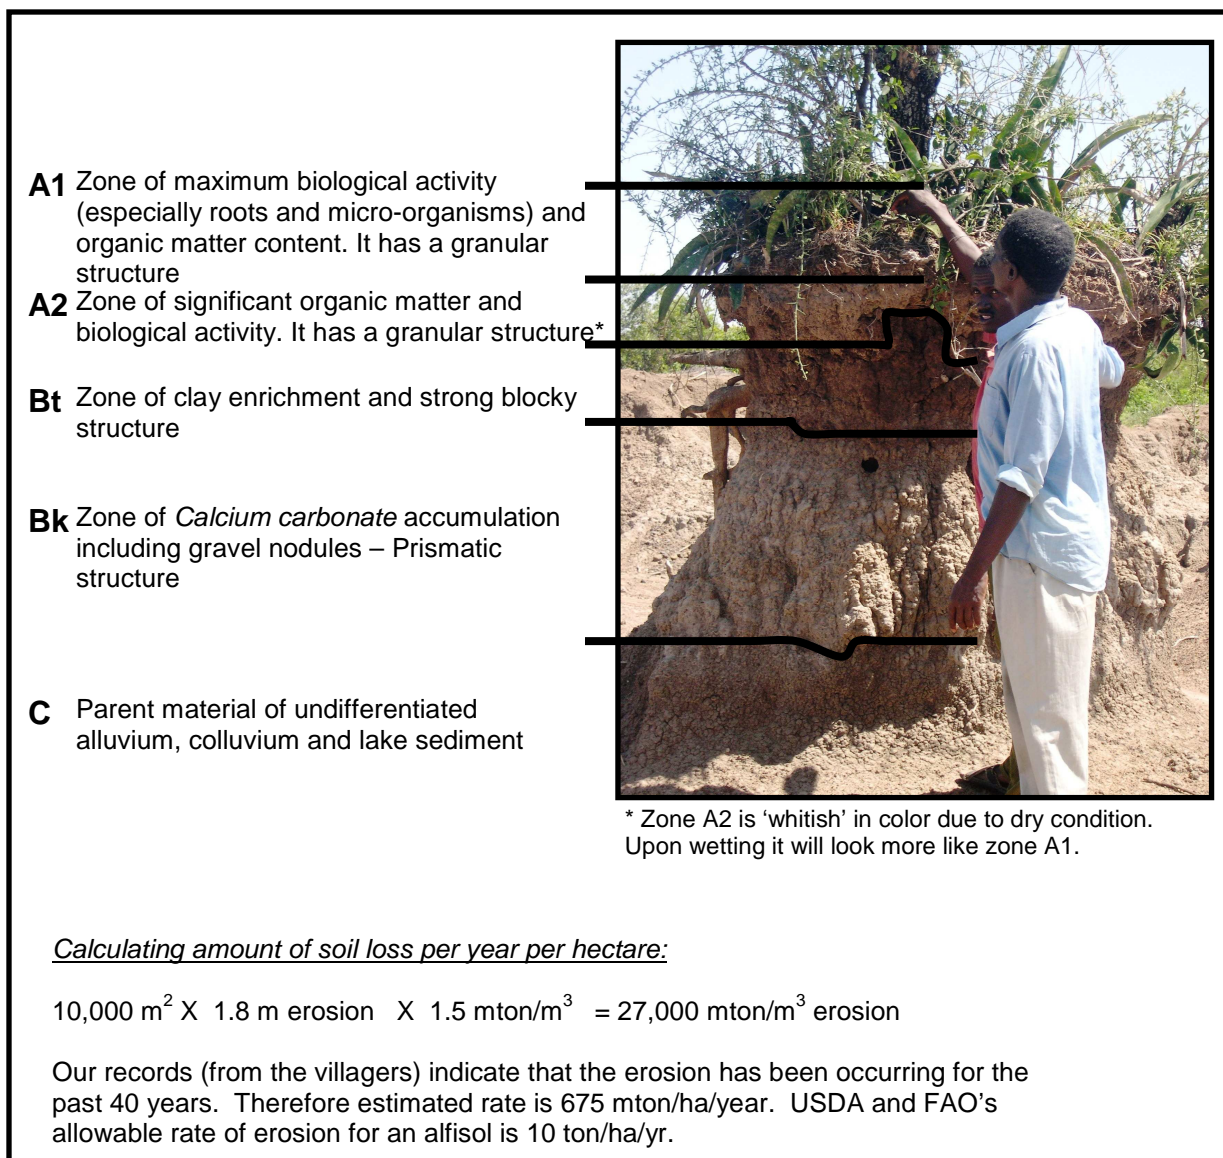 A1 Zone of maximum biological activity
(especially roots and micro-organisms) and
organic matter content. It has a granular
structure
A2 Zone of significant organic matter and
biological activity. It has a granular structure*
Bt Zone of clay enrichment and strong blocky
structure
Bk Zone of Calcium carbonate accumulation
including gravel nodules – Prismatic
structure
C Parent material of undifferentiated
alluvium, colluvium and lake sediment
* Zone A2 is ‘whitish’ in color due to dry condition.
Upon wetting it will look more like zone A1.
Calculating amount of soil loss per year per hectare:
10,000 m² X 1.8 m erosion X 1.5 mton/m³ = 27,000 mton/m³ erosion
Our records (from the villagers) indicate that the erosion has been occurring for the
past 40 years. Therefore estimated rate is 675 mton/ha/year. USDA and FAO’s
allowable rate of erosion for an alfisol is 10 ton/ha/yr.